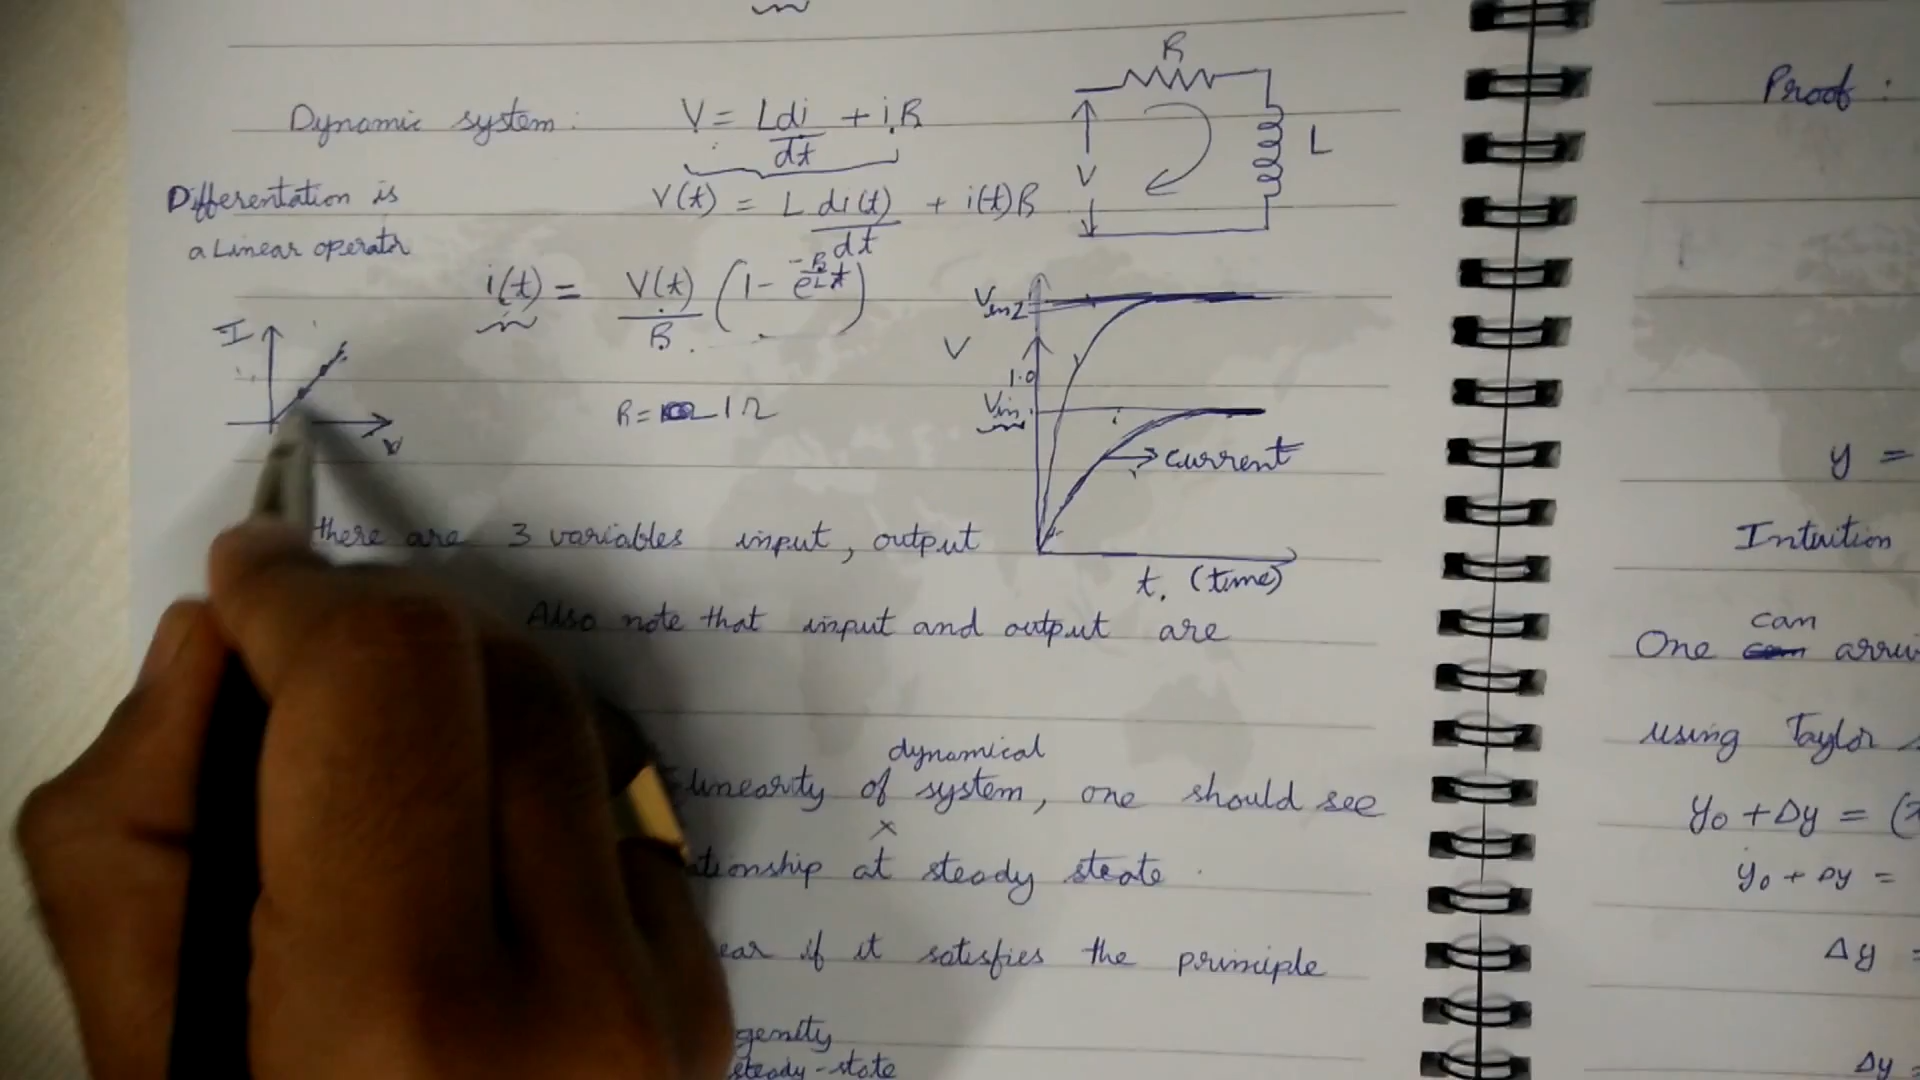 Dynamic system: V = L di/dt + iR
R
L
V
Differentation is
a Linear operator
V(t) = L di(t)/dt + i(t)R
i(t) = V(t)/R (1 - e^(-R/L t))
I
V
R = 1Ω
Vin2
V
1.0
Vin
current
t. (time)
there are 3 variables input, output
Also note that input and output are
dynamical
linearity of system, one should see
at steady state.
if it satisfies the principle
steady-state
Proof:
y =
Intuition
can
One
using Taylor
y0 + Δy = (
y0 + Δy =
Δy =
Δy